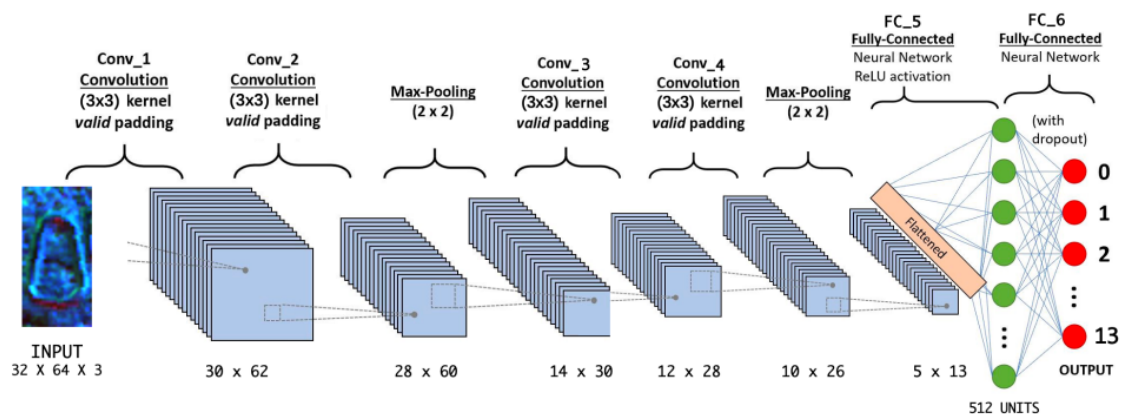 Conv_1
Convolution
(3x3) kernel
valid padding
Conv_2
Convolution
(3x3) kernel
valid padding
Max-Pooling
(2 x 2)
Conv_3
Convolution
(3x3) kernel
valid padding
Conv_4
Convolution
(3x3) kernel
valid padding
Max-Pooling
(2 x 2)
FC_5
Fully-Connected
Neural Network
ReLU activation
FC_6
Fully-Connected
Neural Network
(with
dropout)
Flattened
0
1
2
...
13
OUTPUT
INPUT
32 X 64 X 3
30 x 62
28 x 60
14 x 30
12 x 28
10 x 26
5 x 13
512 UNITS